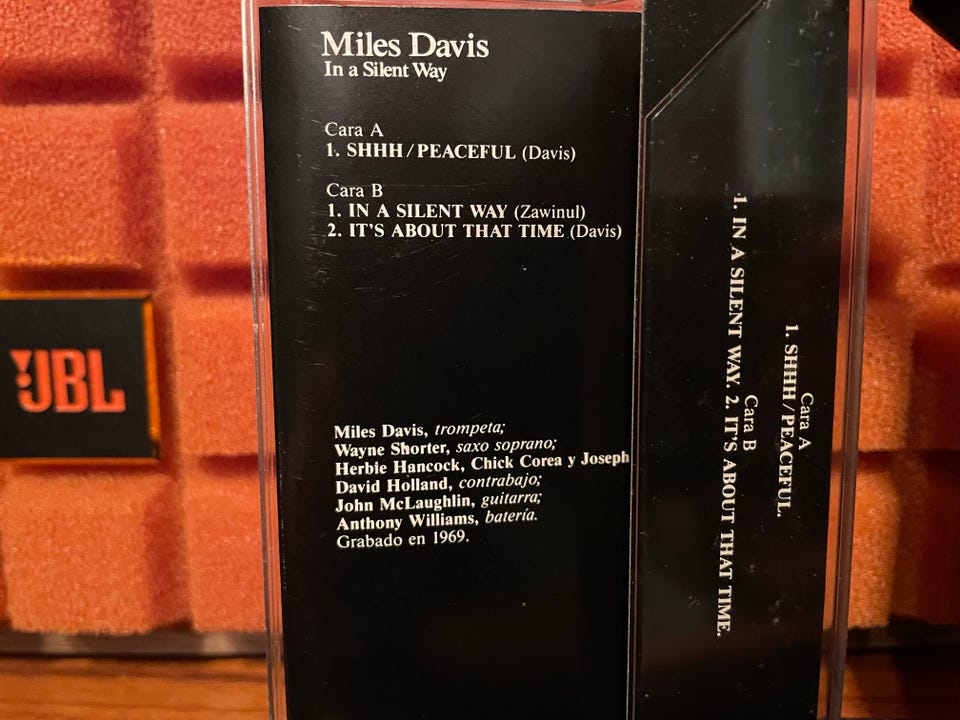 Miles Davis
In a Silent Way
Cara A
1. SHHH/PEACEFUL (Davis)
Cara B
1. IN A SILENT WAY (Zawinul)
2. IT'S ABOUT THAT TIME (Davis)
Miles Davis, trompeta;
Wayne Shorter, saxo soprano;
Herbie Hancock, Chick Corea y Joseph
David Holland, contrabajo;
John McLaughlin, guitarra;
Anthony Williams, batería.
Grabado en 1969.
Cara A
1. SHHH/PEACEFUL.
Cara B
1. IN A SILENT WAY. 2. IT'S ABOUT THAT TIME.
JBL